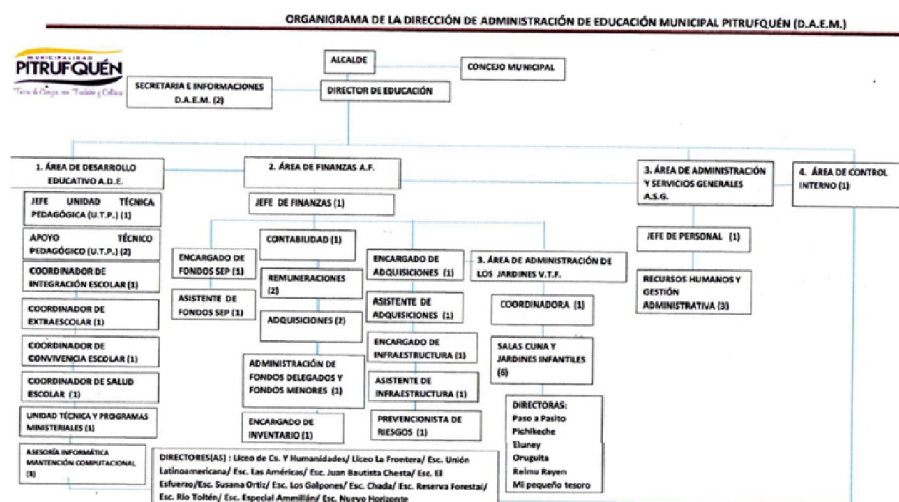 ORGANIGRAMA DE LA DIRECCIÓN DE ADMINISTRACIÓN DE EDUCACIÓN MUNICIPAL PITRUFQUÉN (D.A.E.M.)
MUNICIPALIDAD
PITRUFQUÉN
ALCALDE
CONCEJO MUNICIPAL
SECRETARIA E INFORMACIONES
D.A.E.M. (2)
DIRECTOR DE EDUCACIÓN
1. ÁREA DE DESARROLLO
EDUCATIVO A.D.E.
JEFE UNIDAD TÉCNICA
PEDAGÓGICA (U.T.P.) (1)
APOYO TÉCNICO
PEDAGÓGICO (U.T.P.) (2)
COORDINADOR DE
INTEGRACIÓN ESCOLAR (1)
COORDINADOR DE
EXTRAESCOLAR (1)
COORDINADOR DE
CONVIVENCIA ESCOLAR (1)
COORDINADOR DE SALUD
ESCOLAR (1)
UNIDAD TÉCNICA Y PROGRAMAS
MINISTERIALES (1)
ASESORÍA INFORMÁTICA
MANTENCIÓN COMPUTACIONAL
(1)
2. ÁREA DE FINANZAS A.F.
JEFE DE FINANZAS (1)
ENCARGADO DE
FONDOS SEP (1)
ASISTENTE DE
FONDOS SEP (1)
CONTABILIDAD (1)
REMUNERACIONES
(2)
ADQUISICIONES (2)
ADMINISTRACIÓN DE
FONDOS DELEGADOS Y
FONDOS MENORES (1)
ENCARGADO DE
INVENTARIO (1)
ENCARGADO DE
ADQUISICIONES (1)
ASISTENTE DE
ADQUISICIONES (1)
ENCARGADO DE
INFRAESTRUCTURA (1)
ASISTENTE DE
INFRAESTRUCTURA (1)
PREVENCIONISTA DE
RIESGOS (1)
3. ÁREA DE ADMINISTRACIÓN DE
LOS JARDINES V.T.F.
COORDINADORA (1)
SALAS CUNA Y
JARDINES INFANTILES
(6)
DIRECTORAS:
Paso a Pasito
Pichikeche
Eluney
Oruguita
Reimu Rayen
Mi pequeño tesoro
3. ÁREA DE ADMINISTRACIÓN
Y SERVICIOS GENERALES
A.S.G.
JEFE DE PERSONAL (1)
RECURSOS HUMANOS Y
GESTIÓN
ADMINISTRATIVA (3)
4. ÁREA DE CONTROL
INTERNO (1)
DIRECTORES(AS) : Liceo de Cs. Y Humanidades/ Liceo La Frontera/ Esc. Unión
Latinoamericana/ Esc. Las Américas/ Esc. Juan Bautista Chesta/ Esc. El
Esfuerzo/Esc. Susana Ortiz/ Esc. Los Galpones/ Esc. Chada/ Esc. Reserva Forestal/
Esc. Río Toltén/ Esc. Especial Ammillán/ Esc. Nuevo Horizonte